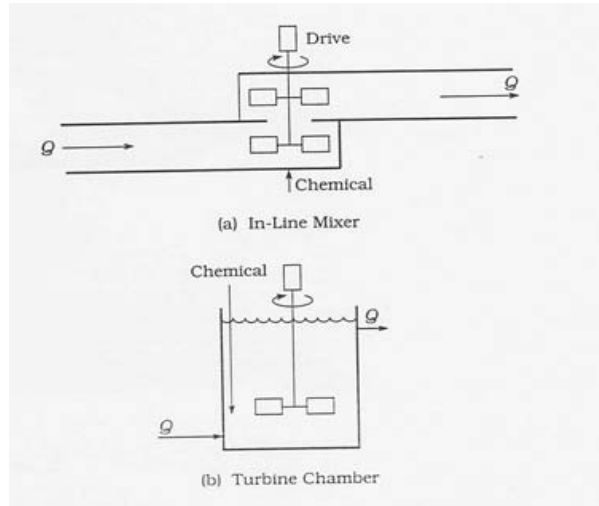 Drive
Q
Q
Chemical
(a) In-Line Mixer
Chemical
Q
Q
(b) Turbine Chamber